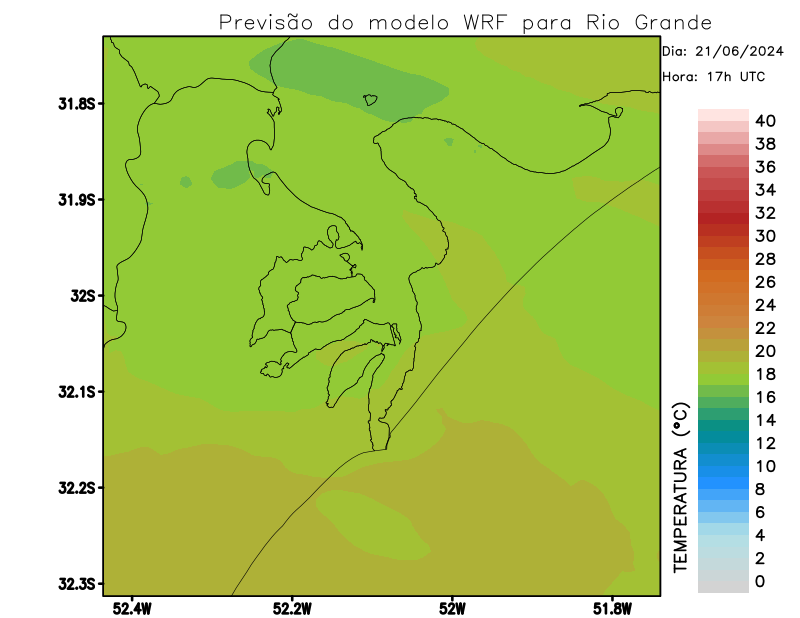 Previsão do modelo WRF para Rio Grande
Dia: 21/06/2024
Hora: 17h UTC
31.8S
31.9S
32S
32.1S
32.2S
32.3S
52.4W
52.2W
52W
51.8W
TEMPERATURA (°C)
40
38
36
34
32
30
28
26
24
22
20
18
16
14
12
10
8
6
4
2
0